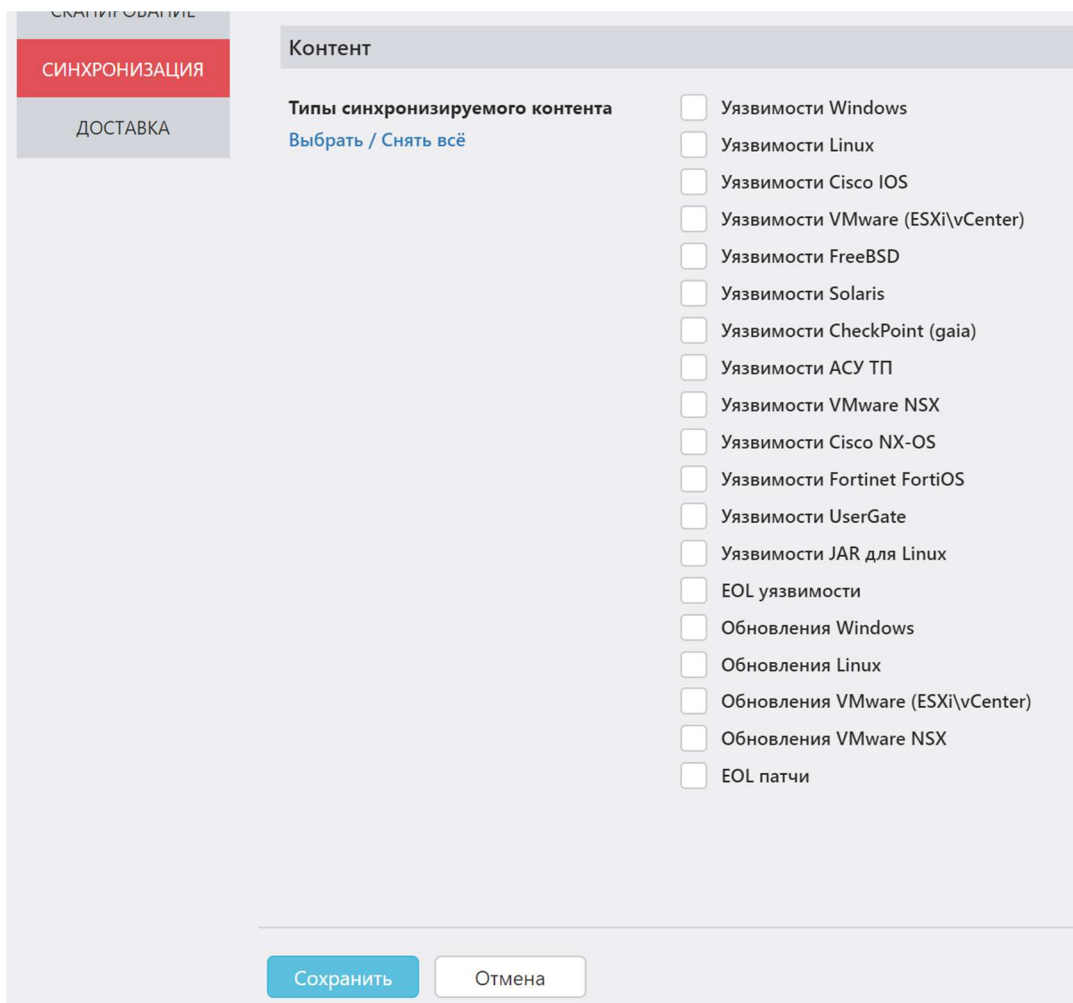 СКАНИРОВАНИЕ
СИНХРОНИЗАЦИЯ
ДОСТАВКА
Контент
Типы синхронизируемого контента
Выбрать / Снять всё
Уязвимости Windows
Уязвимости Linux
Уязвимости Cisco IOS
Уязвимости VMware (ESXi\vCenter)
Уязвимости FreeBSD
Уязвимости Solaris
Уязвимости CheckPoint (gaia)
Уязвимости АСУ ТП
Уязвимости VMware NSX
Уязвимости Cisco NX-OS
Уязвимости Fortinet FortiOS
Уязвимости UserGate
Уязвимости JAR для Linux
EOL уязвимости
Обновления Windows
Обновления Linux
Обновления VMware (ESXi\vCenter)
Обновления VMware NSX
EOL патчи
Сохранить
Отмена